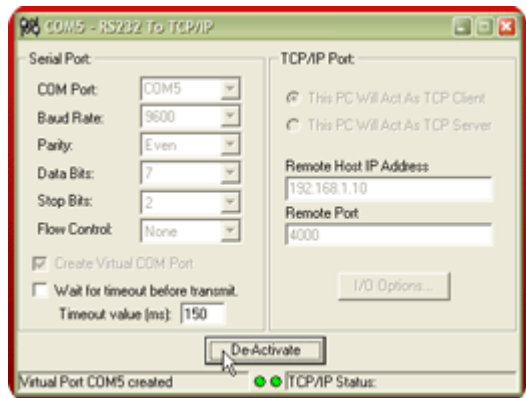 COM5 - RS232 To TCP/IP
Serial Port
COM Port: COM5
Baud Rate: 9600
Parity: Even
Data Bits: 7
Stop Bits: 2
Flow Control: None
Create Virtual COM Port
Wait for timeout before transmit.
Timeout value (ms): 150
TCP/IP Port
This PC Will Act As TCP Client
This PC Will Act As TCP Server
Remote Host IP Address
192.168.1.10
Remote Port
4000
I/O Options...
De-Activate
Virtual Port COM5 created
TCP/IP Status: